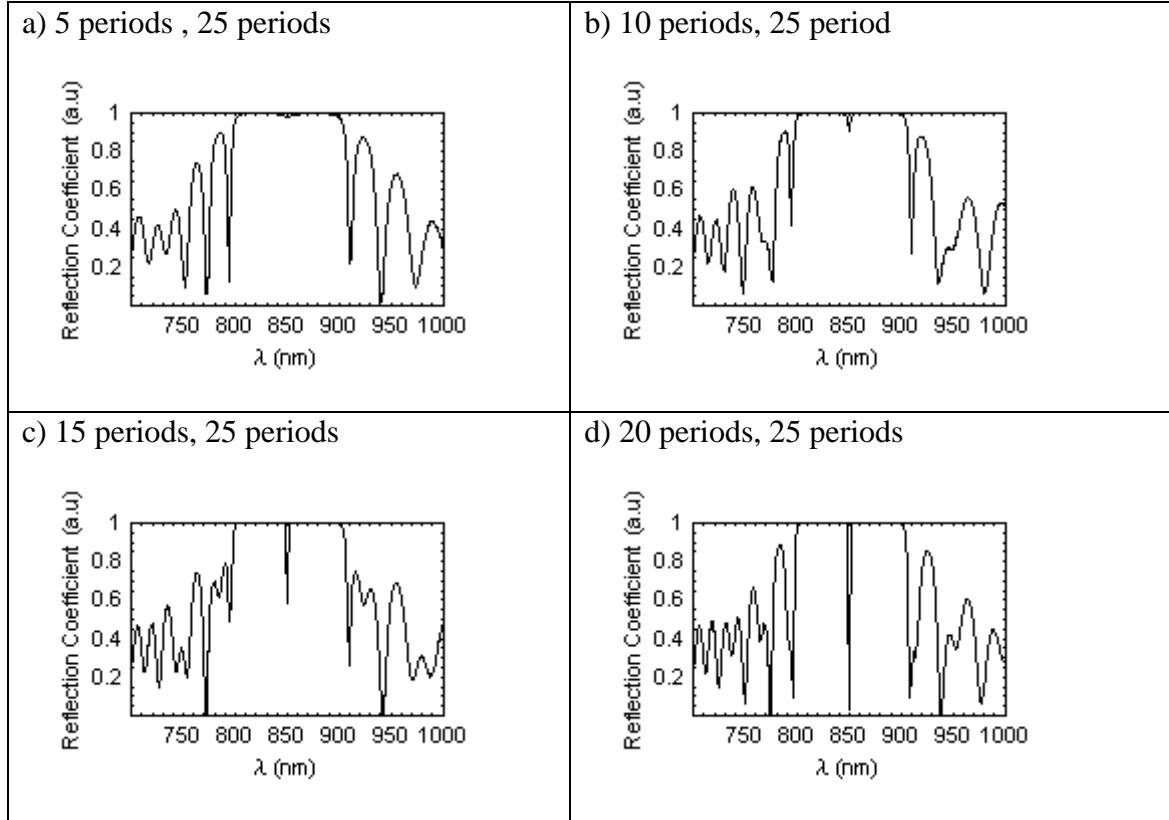 a) 5 periods , 25 periods
Reflection Coefficient (a.u)
1
0.8
0.6
0.4
0.2
750 800 850 900 950 1000
λ (nm)
b) 10 periods, 25 period
Reflection Coefficient (a.u)
1
0.8
0.6
0.4
0.2
750 800 850 900 950 1000
λ (nm)
c) 15 periods, 25 periods
Reflection Coefficient (a.u)
1
0.8
0.6
0.4
0.2
750 800 850 900 950 1000
λ (nm)
d) 20 periods, 25 periods
Reflection Coefficient (a.u)
1
0.8
0.6
0.4
0.2
750 800 850 900 950 1000
λ (nm)